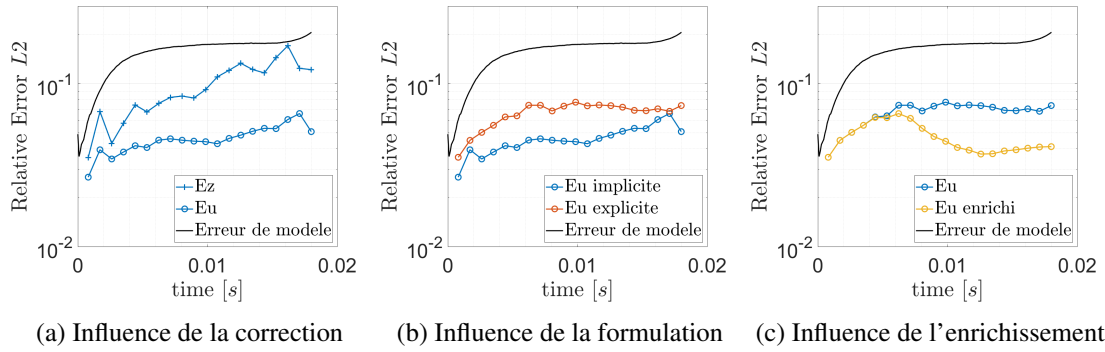 Relative Error L2
10^-1
10^-2
Ez
Eu
Erreur de modele
0
0.01
0.02
time [s]
(a) Influence de la correction
Relative Error L2
10^-1
10^-2
Eu implicite
Eu explicite
Erreur de modele
0
0.01
0.02
time [s]
(b) Influence de la formulation
Relative Error L2
10^-1
10^-2
Eu
Eu enrichi
Erreur de modele
0
0.01
0.02
time [s]
(c) Influence de l'enrichissement